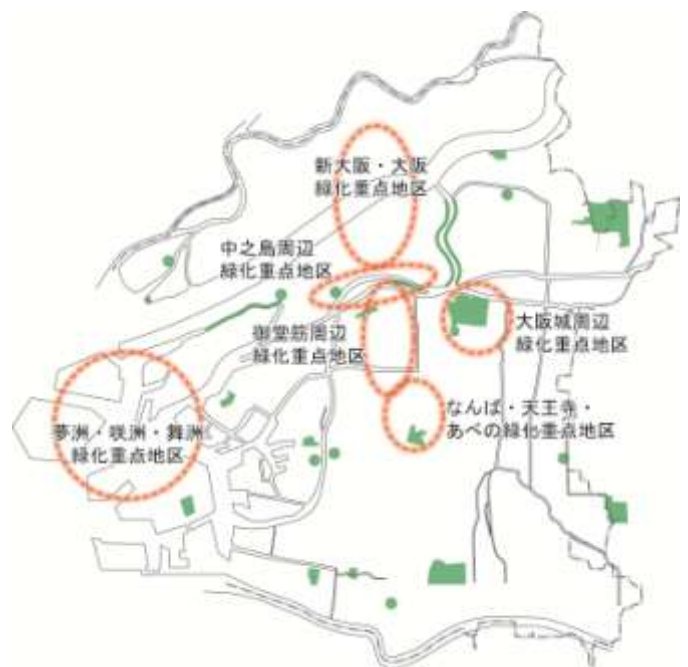 新大阪・大阪
緑化重点地区
中之島周辺
緑化重点地区
御堂筋周辺
緑化重点地区
大阪城周辺
緑化重点地区
夢洲・咲洲・舞洲
緑化重点地区
なんば・天王寺・
あべの緑化重点地区